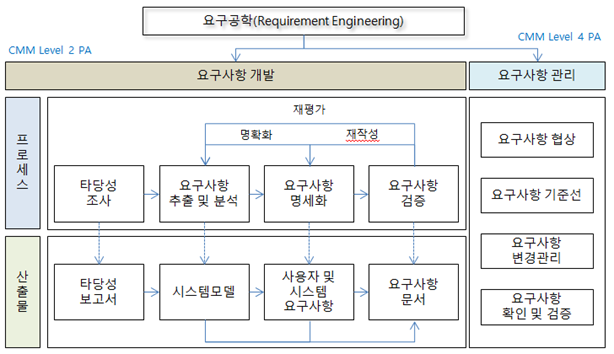 요구공학(Requirement Engineering)
CMM Level 2 PA
CMM Level 4 PA
요구사항 개발
요구사항 관리
프로세스
재평가
명확화
재작성
타당성
조사
요구사항
추출 및 분석
요구사항
명세화
요구사항
검증
산출물
타당성
보고서
시스템모델
사용자 및
시스템
요구사항
요구사항
문서
요구사항 협상
요구사항 기준선
요구사항
변경관리
요구사항
확인 및 검증